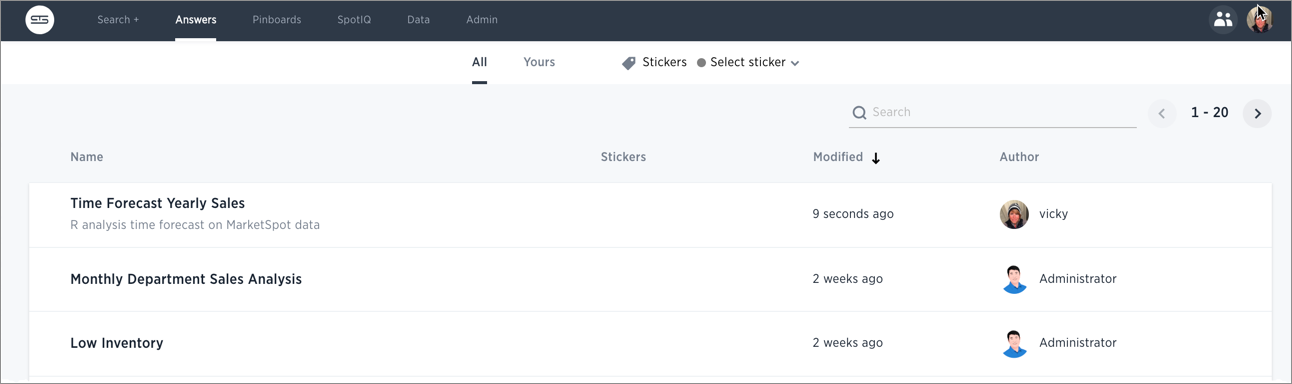 Search + Answers Pinboards SpotIQ Data Admin
All Yours Stickers Select sticker
Search 1 - 20
Name Stickers Modified Author
Time Forecast Yearly Sales
R analysis time forecast on MarketSpot data
9 seconds ago vicky
Monthly Department Sales Analysis 2 weeks ago Administrator
Low Inventory 2 weeks ago Administrator